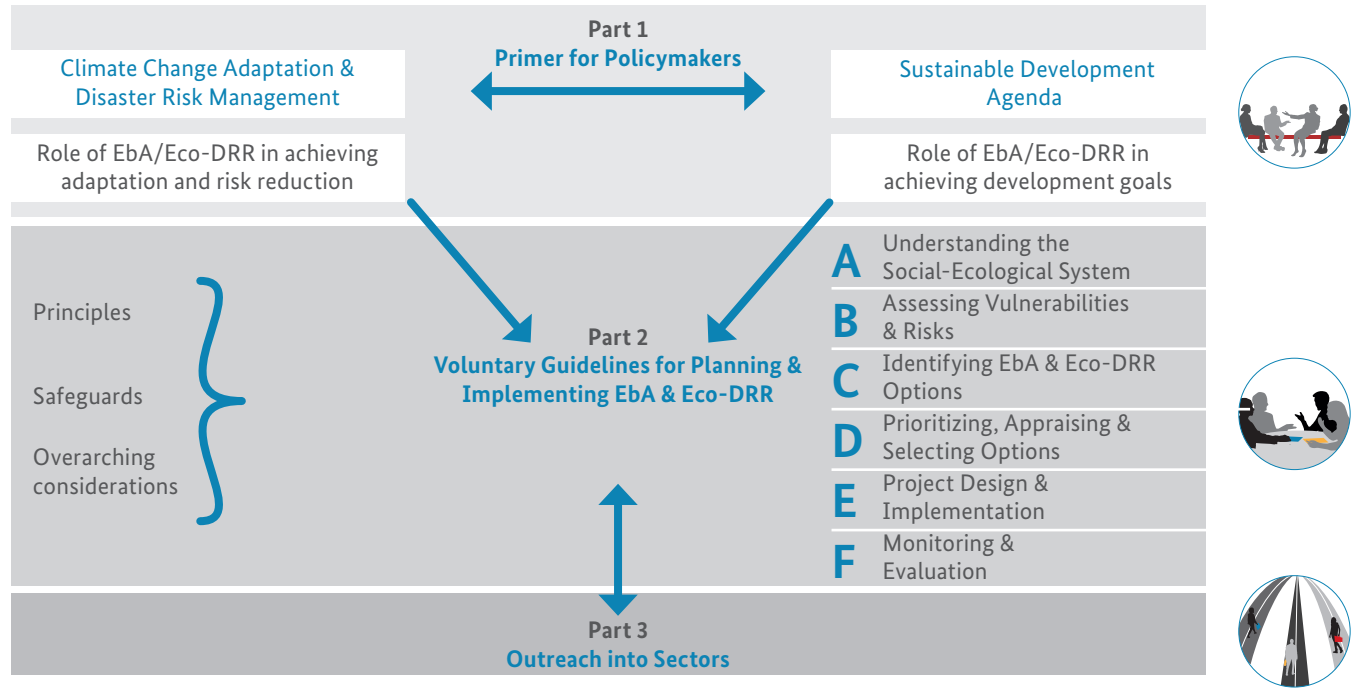 Part 1
Primer for Policymakers
Climate Change Adaptation &
Disaster Risk Management
Sustainable Development
Agenda
Role of EbA/Eco-DRR in achieving
adaptation and risk reduction
Role of EbA/Eco-DRR in
achieving development goals
Principles
Safeguards
Overarching
considerations
Part 2
Voluntary Guidelines for Planning &
Implementing EbA & Eco-DRR
A
Understanding the
Social-Ecological System
B
Assessing Vulnerabilities
& Risks
C
Identifying EbA & Eco-DRR
Options
D
Prioritizing, Appraising &
Selecting Options
E
Project Design &
Implementation
F
Monitoring &
Evaluation
Part 3
Outreach into Sectors